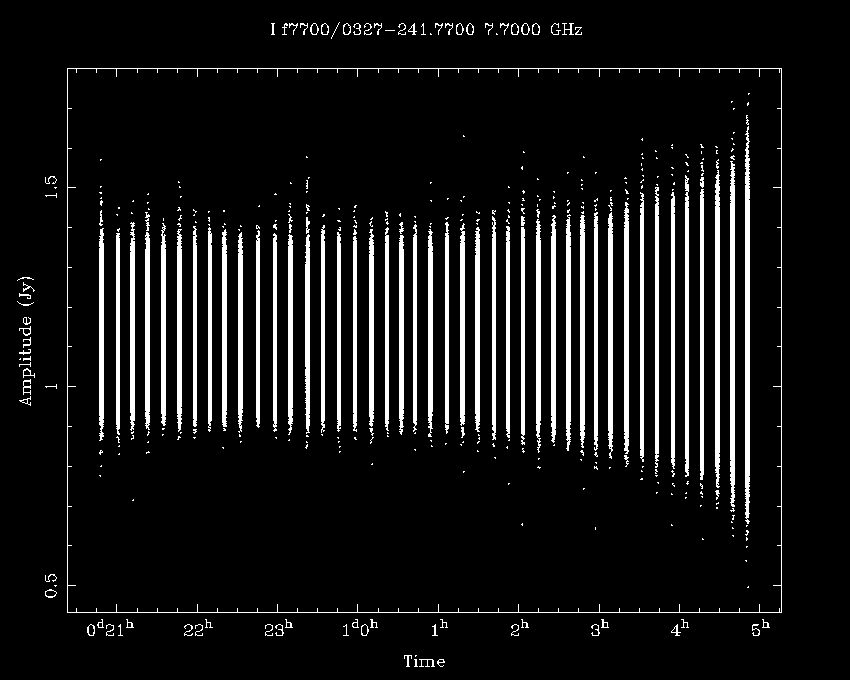 I f7700/0327-241.7700 7.7000 GHz
1.5
1
0.5
Amplitude (Jy)
0ᵈ21ʰ 22ʰ 23ʰ 1ᵈ0ʰ 1ʰ 2ʰ 3ʰ 4ʰ 5ʰ
Time